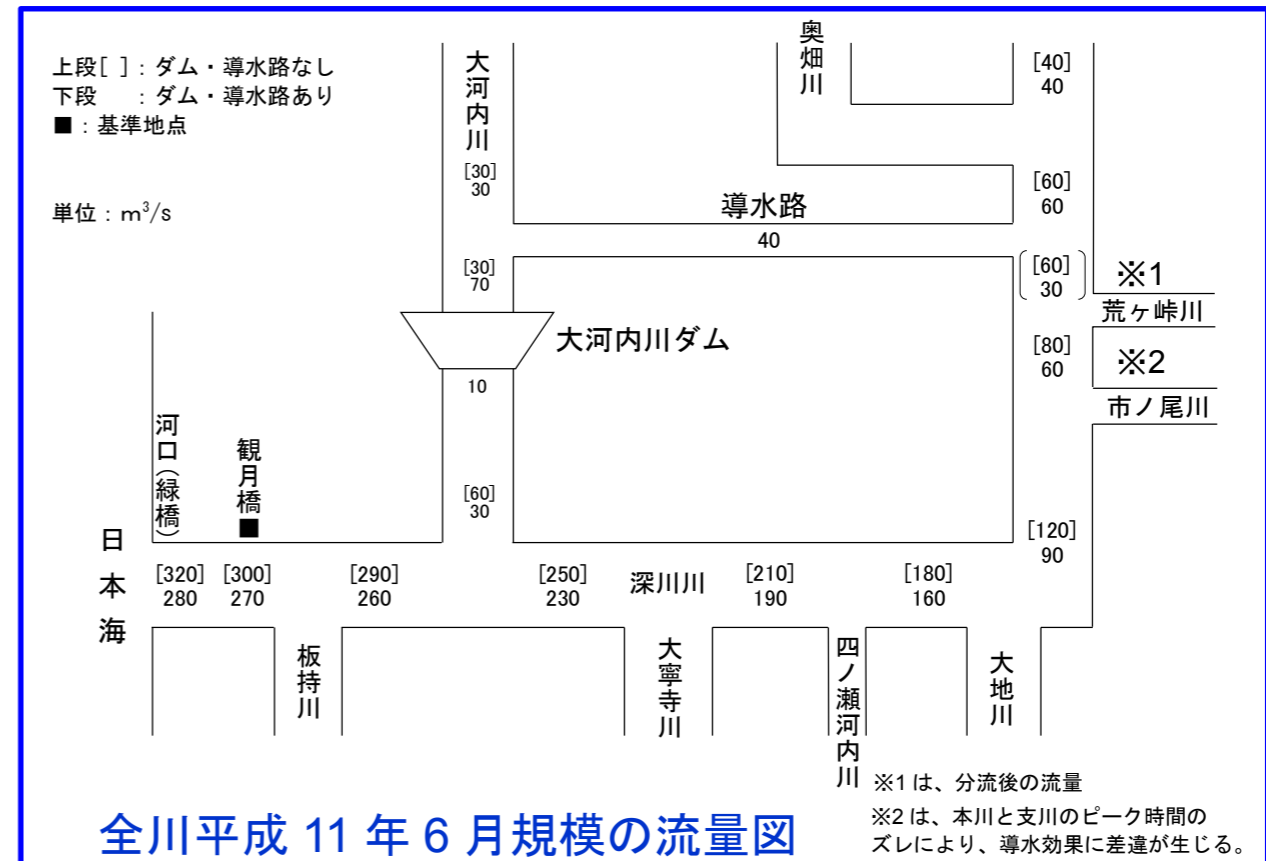 上段[ ]：ダム・導水路なし
下段　：ダム・導水路あり
■：基準地点
単位：m³/s
大河内川
[30]
30
奥畑川
[40]
40
[60]
60
導水路
40
[30]
70
[60]
30
※1
荒ヶ峠川
大河内川ダム
10
[80]
60
※2
市ノ尾川
河口(緑橋)
観月橋■
[60]
30
[120]
90
日本海
[320]
280
[300]
270
[290]
260
[250]
230
深川川
[210]
190
[180]
160
板持川
大寧寺川
四ノ瀬河内川
大地川
※1は、分流後の流量
※2は、本川と支川のピーク時間の
ズレにより、導水効果に差違が生じる。
全川平成11年6月規模の流量図